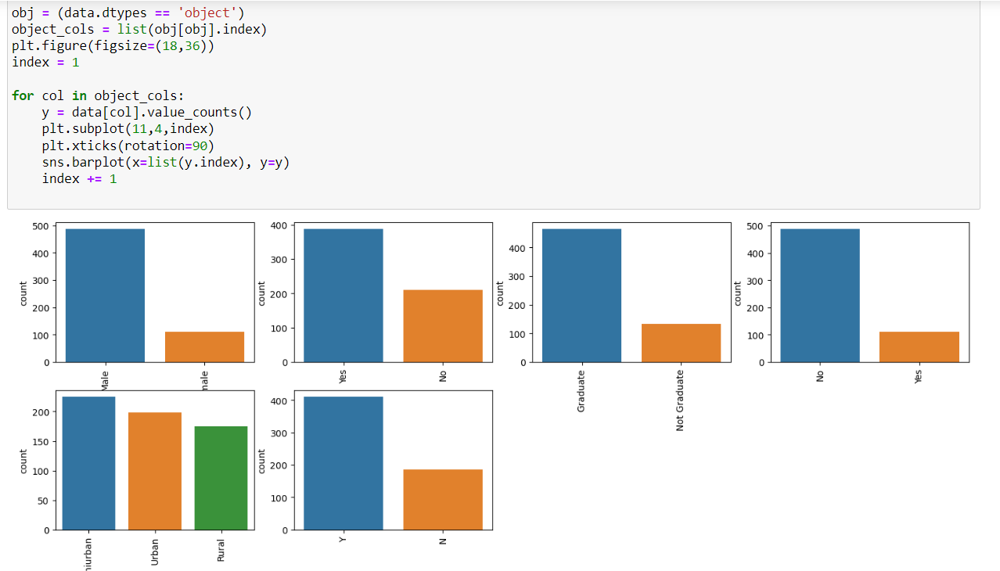 obj = (data.dtypes == 'object')
object_cols = list(obj[obj].index)
plt.figure(figsize=(18,36))
index = 1
for col in object_cols:
    y = data[col].value_counts()
    plt.subplot(11,4,index)
    plt.xticks(rotation=90)
    sns.barplot(x=list(y.index), y=y)
    index += 1
500
400
300
200
100
0
count
Male
male
400
300
200
100
0
count
Yes
No
400
300
200
100
0
count
Graduate
Not Graduate
500
400
300
200
100
0
count
No
Yes
200
150
100
50
0
count
niurban
Urban
Rural
400
300
200
100
0
count
Y
N